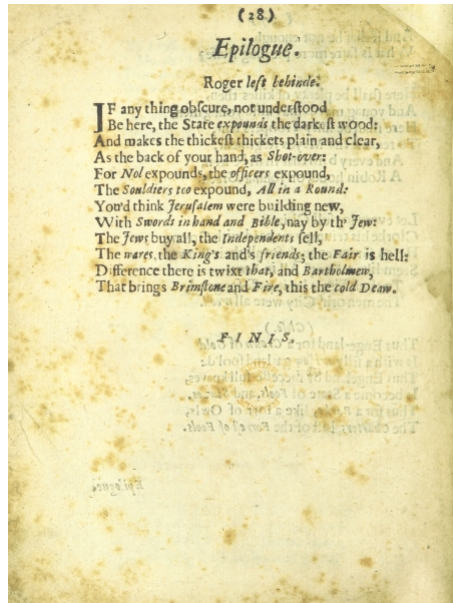 (28)
Epilogue.
Roger left behinde.
IF any thing obscure, not understood
Be here, the State expounds the darkest wood:
And makes the thickest thickets plain and clear,
As the back of your hand, as Shot-over:
For Nol expounds, the officers expound,
The Souldiers too expound, All in a Round:
You'd think Jerusalem were building new,
With Swords in hand and Bible, nay by th' Jew:
The Jews buy all, the Independents sell,
The wares, the King's and's friends; the Fair is hell:
Difference there is twixt that, and Bartholmew,
That brings Brimstone and Fire, this the cold Deaw.
FINIS.